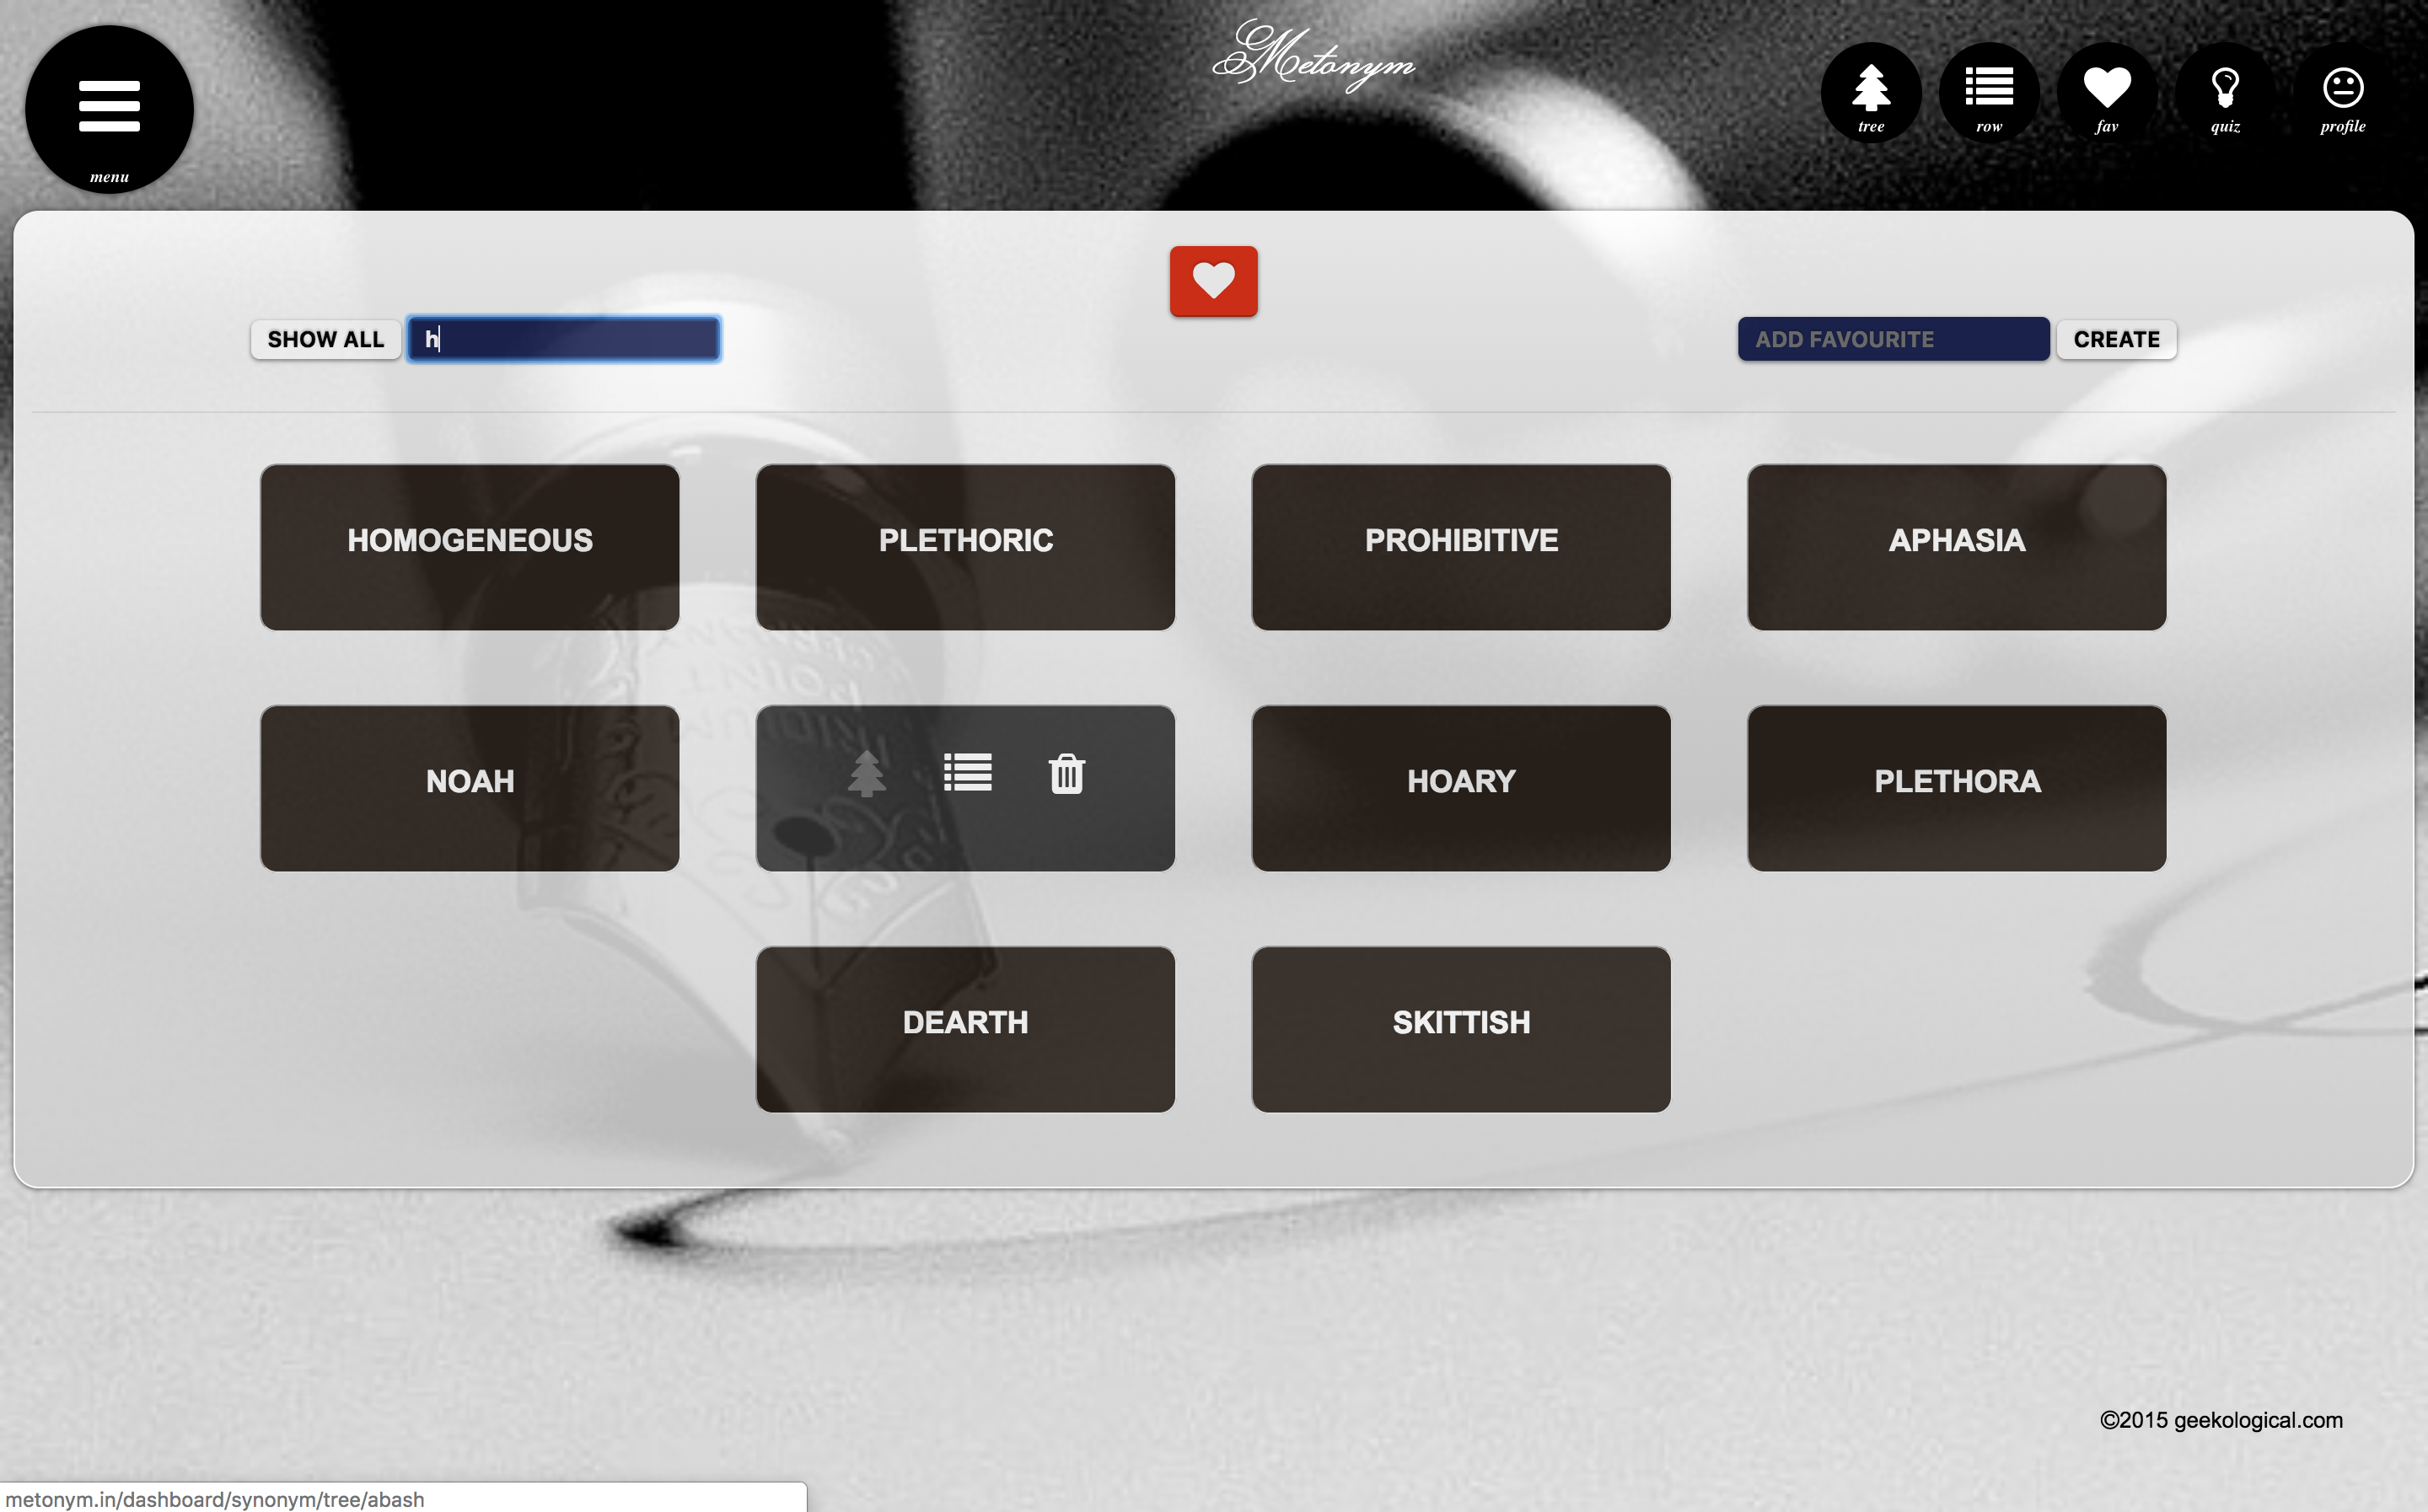 Metonym
menu
tree
row
fav
quiz
profile
SHOW ALL
h
ADD FAVOURITE
CREATE
HOMOGENEOUS
PLETHORIC
PROHIBITIVE
APHASIA
NOAH
HOARY
PLETHORA
DEARTH
SKITTISH
©2015 geekological.com
metonym.in/dashboard/synonym/tree/abash